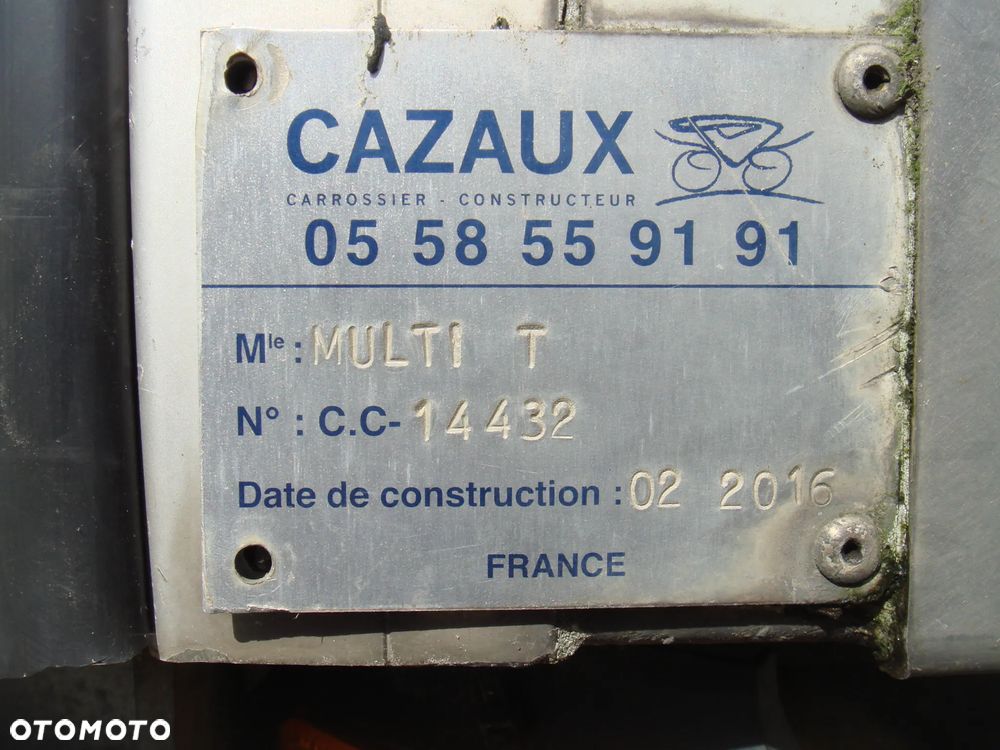 CAZAUX
CARROSSIER - CONSTRUCTEUR
05 58 55 91 91
Mle : MULTI T
N° : C.C- 14432
Date de construction : 02 2016
FRANCE
OTOMOTO